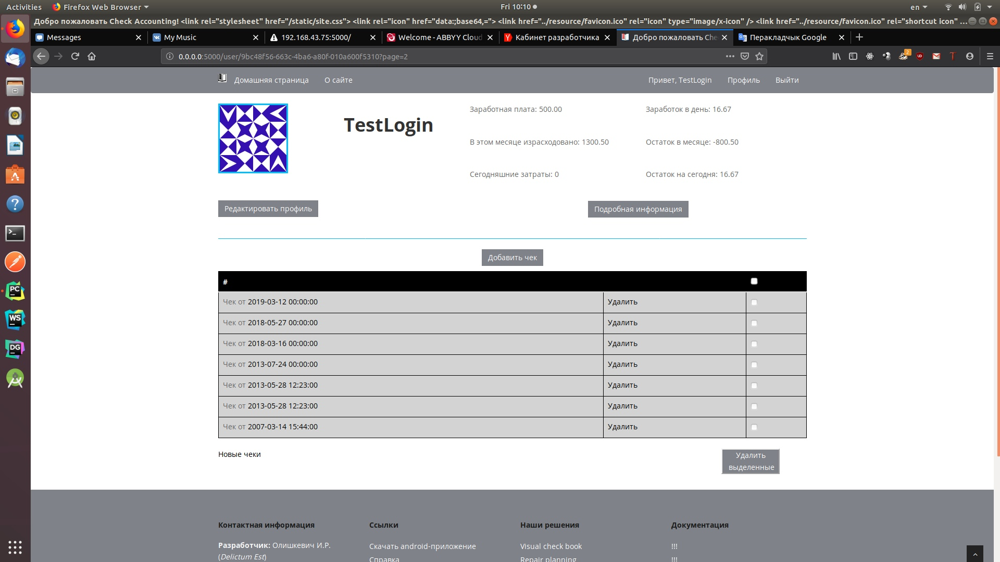 Activities
Firefox Web Browser
Fri 10:10
en
Добро пожаловать Check Accounting! <link rel="stylesheet" href="/static/site.css"> <link rel="icon" href="data:;base64,="> <link href="../resource/favicon.ico" rel="icon" type="image/x-icon" /> <link href="../resource/favicon.ico" rel="shortcut icon" ...
Messages
My Music
192.168.43.75:5000/
Welcome - ABBYY Cloud
Кабинет разработчика
Добро пожаловать Che
Перакладчык Google
0.0.0.0:5000/user/9bc48f56-663c-4ba6-a80f-010a600f5310?page=2
2
Домашняя страница
О сайте
Привет, TestLogin
Профиль
Выйти
TestLogin
Заработная плата: 500.00
Заработок в день: 16.67
В этом месяце израсходовано: 1300.50
Остаток в месяце: -800.50
Сегодняшние затраты: 0
Остаток на сегодня: 16.67
Редактировать профиль
Подробная информация
Добавить чек
#
Чек от 2019-03-12 00:00:00 Удалить
Чек от 2018-05-27 00:00:00 Удалить
Чек от 2018-03-16 00:00:00 Удалить
Чек от 2013-07-24 00:00:00 Удалить
Чек от 2013-05-28 12:23:00 Удалить
Чек от 2013-05-28 12:23:00 Удалить
Чек от 2007-03-14 15:44:00 Удалить
Новые чеки
Удалить
выделенные
PC
WS
DG
Контактная информация
Разработчик: Олишкевич И.Р.
(Delictum Est)
Ссылки
Скачать android-приложение
Справка
Наши решения
Visual check book
Repair planning
Документация
!!!
!!!